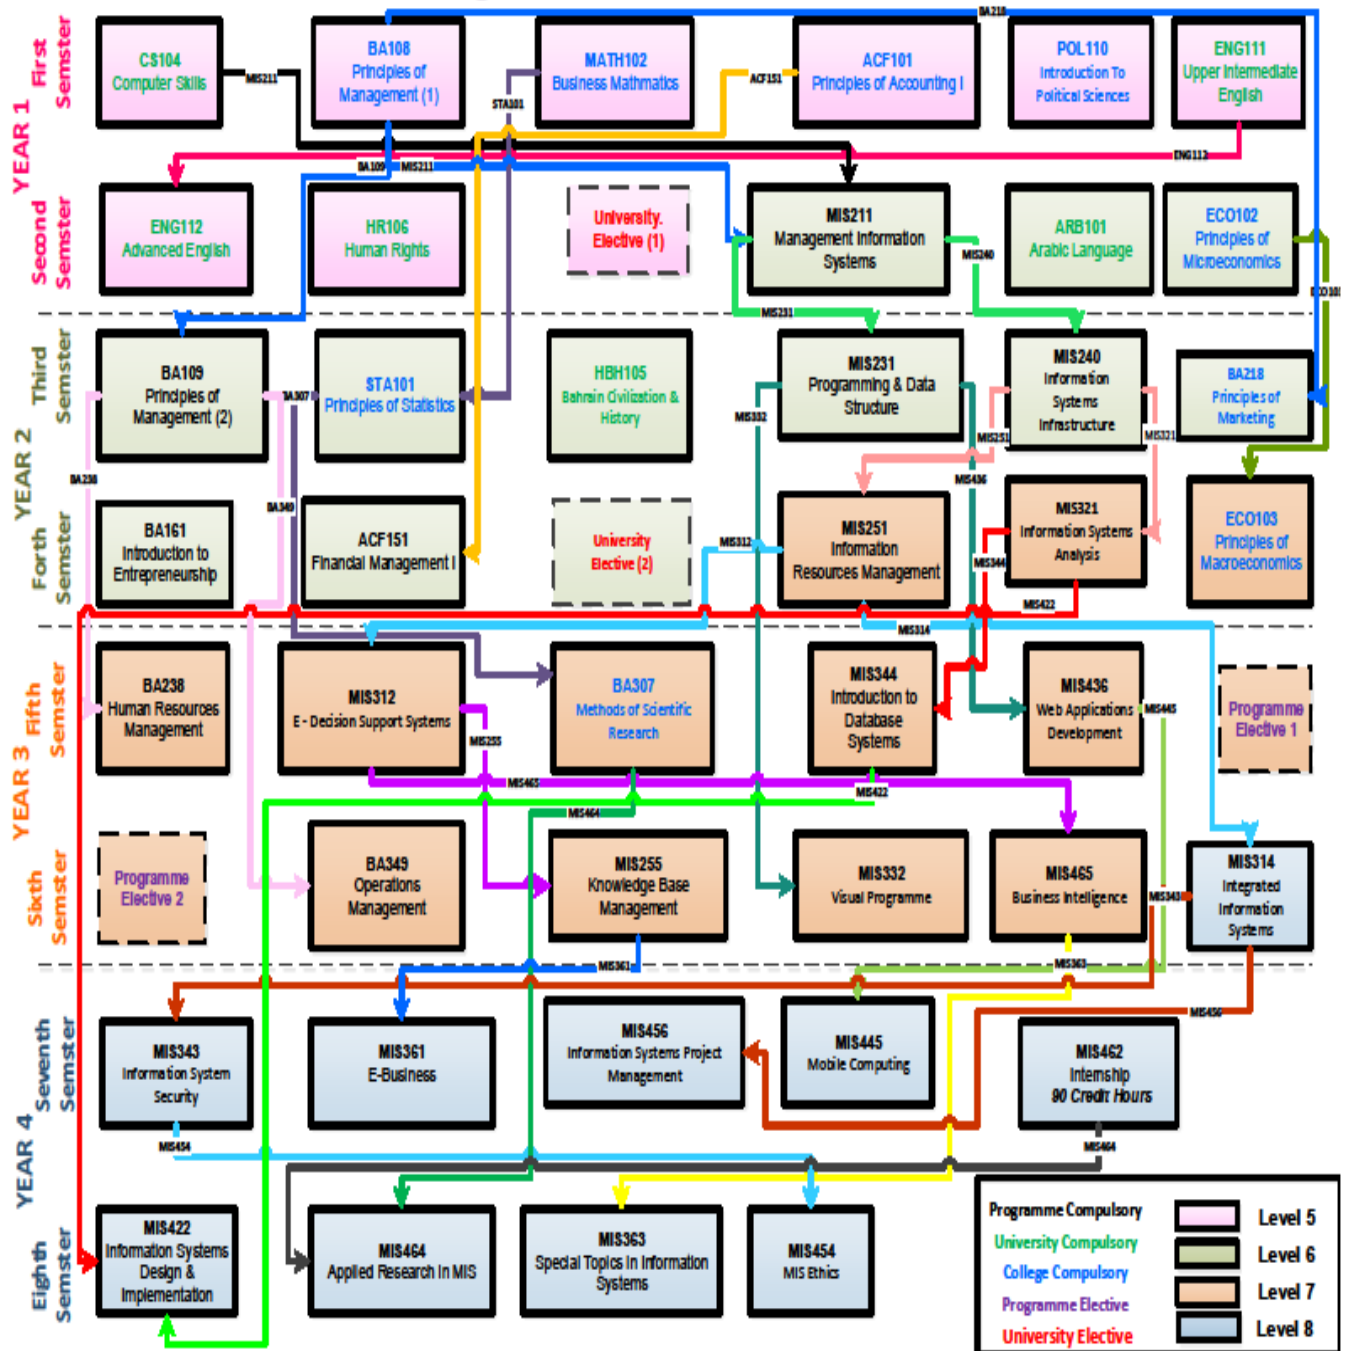 BA218
YEAR 1
First
Semster
CS104
Computer Skills
BA108
Principles of
Management (1)
MATH102
Business Mathmatics
ACF101
Principles of Accounting I
POL110
Introduction To
Political Sciences
ENG111
Upper Intermediate
English
MIS211
STA101
ACF151
ENG112
BA109
MIS211
Second
Semster
ENG112
Advanced English
HR106
Human Rights
University.
Elective (1)
MIS211
Management Information
Systems
ARB101
Arabic Language
ECO102
Principles of
Microeconomics
MIS240
MIS231
YEAR 2
Third
Semster
BA109
Principles of
Management (2)
BA307
STA101
Principles of Statistics
HBH105
Bahrain Civilization &
History
MIS231
Programming & Data
Structure
MIS240
Information
Systems
Infrastructure
BA218
Principles of
Marketing
MIS332
MIS251
MIS321
BA238
BA349
MIS436
Forth
Semster
BA161
Introduction to
Entrepreneurship
ACF151
Financial Management I
University
Elective (2)
MIS312
MIS251
Information
Resources Management
MIS321
Information Systems
Analysis
ECO103
Principles of
Macroeconomics
MIS344
MIS422
MIS314
YEAR 3
Fifth
Semster
BA238
Human Resources
Management
MIS312
E - Decision Support Systems
BA307
Methods of Scientific
Research
MIS344
Introduction to
Database
Systems
MIS436
Web Applications
Development
MIS445
Programme
Elective 1
MIS255
MIS465
MIS422
MIS464
Sixth
Semster
Programme
Elective 2
BA349
Operations
Management
MIS255
Knowledge Base
Management
MIS332
Visual Programme
MIS465
Business Intelligence
MIS343
MIS314
Integrated
Information
Systems
MIS361
MIS363
MIS456
YEAR 4
Seventh
Semster
MIS343
Information System
Security
MIS361
E-Business
MIS456
Information Systems Project
Management
MIS445
Mobile Computing
MIS462
Internship
90 Credit Hours
MIS454
MIS464
Eighth
Semster
MIS422
Information Systems
Design &
Implementation
MIS464
Applied Research in MIS
MIS363
Special Topics in Information
Systems
MIS454
MIS Ethics
Programme Compulsory
University Compulsory
College Compulsory
Programme Elective
University Elective
Level 5
Level 6
Level 7
Level 8